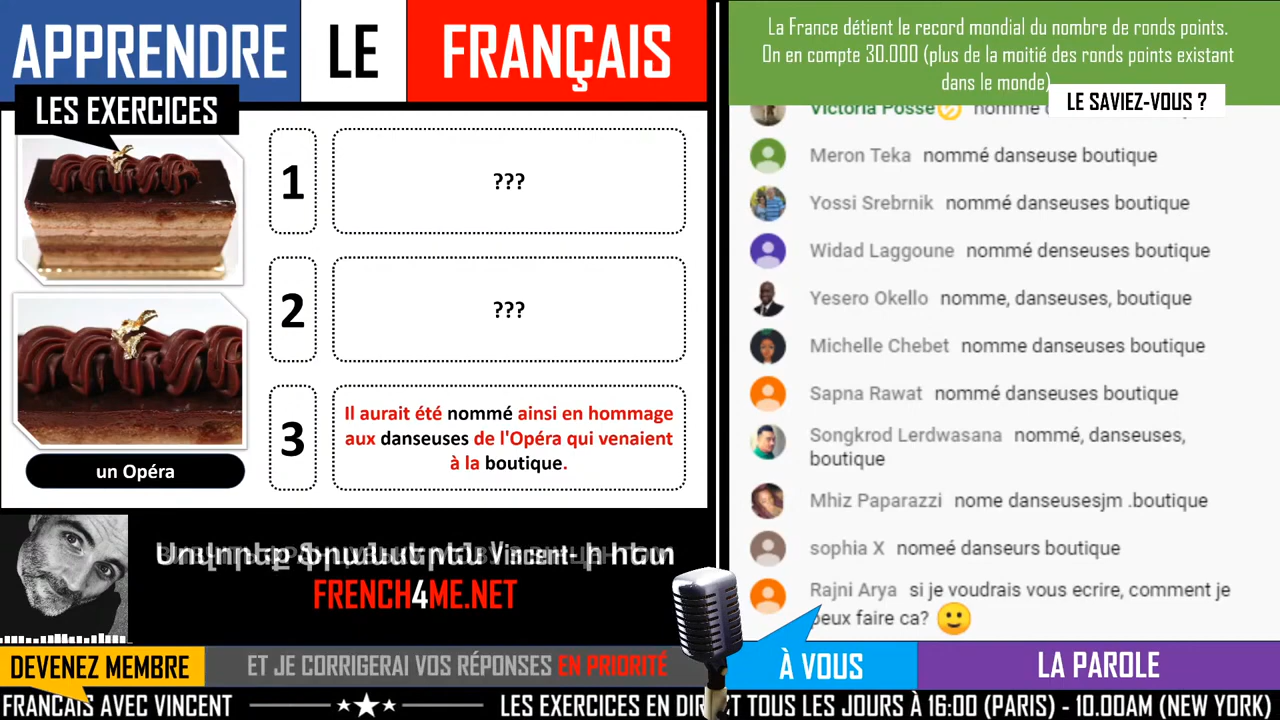 APPRENDRE LE FRANÇAIS
LES EXERCICES
1
???
2
???
3
Il aurait été nommé ainsi en hommage
aux danseuses de l'Opéra qui venaient
à la boutique.
un Opéra
Vincent-
FRENCH4ME.NET
DEVENEZ MEMBRE
ET JE CORRIGERAI VOS RÉPONSES EN PRIORITÉ
FRANCAIS AVEC VINCENT
LES EXERCICES EN DIRECT TOUS LES JOURS À 16:00 (PARIS) - 10.00AM (NEW YORK)
La France détient le record mondial du nombre de ronds points.
On en compte 30.000 (plus de la moitié des ronds points existant
dans le monde)
LE SAVIEZ-VOUS ?
Victoria Posse
Meron Teka nommé danseuse boutique
Yossi Srebrnik nommé danseuses boutique
Widad Laggoune nommé denseuses boutique
Yesero Okello nomme, danseuses, boutique
Michelle Chebet nomme danseuses boutique
Sapna Rawat nommé danseuses boutique
Songkrod Lerdwasana nommé, danseuses,
boutique
Mhiz Paparazzi nome danseusesjm .boutique
sophia X nomeé danseurs boutique
Rajni Arya si je voudrais vous ecrire, comment je
peux faire ca?
À VOUS
LA PAROLE